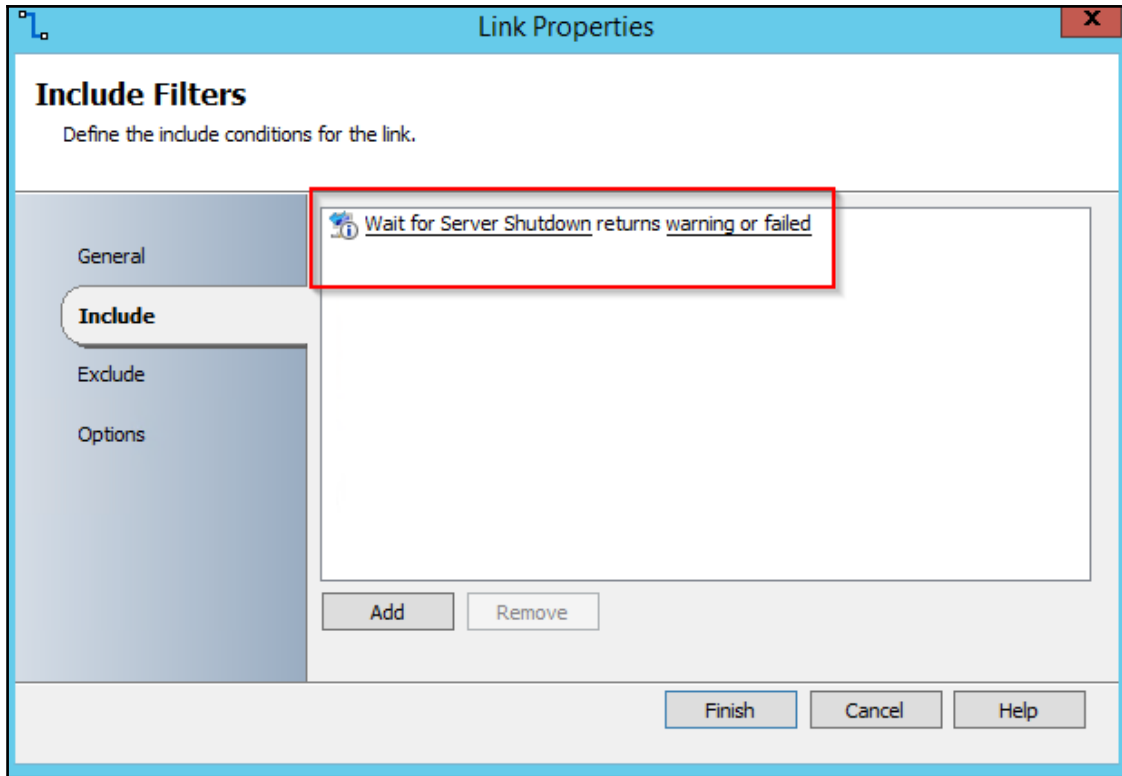 Link Properties
X
Include Filters
Define the include conditions for the link.
General
Include
Exclude
Options
Wait for Server Shutdown returns warning or failed
Add
Remove
Finish
Cancel
Help